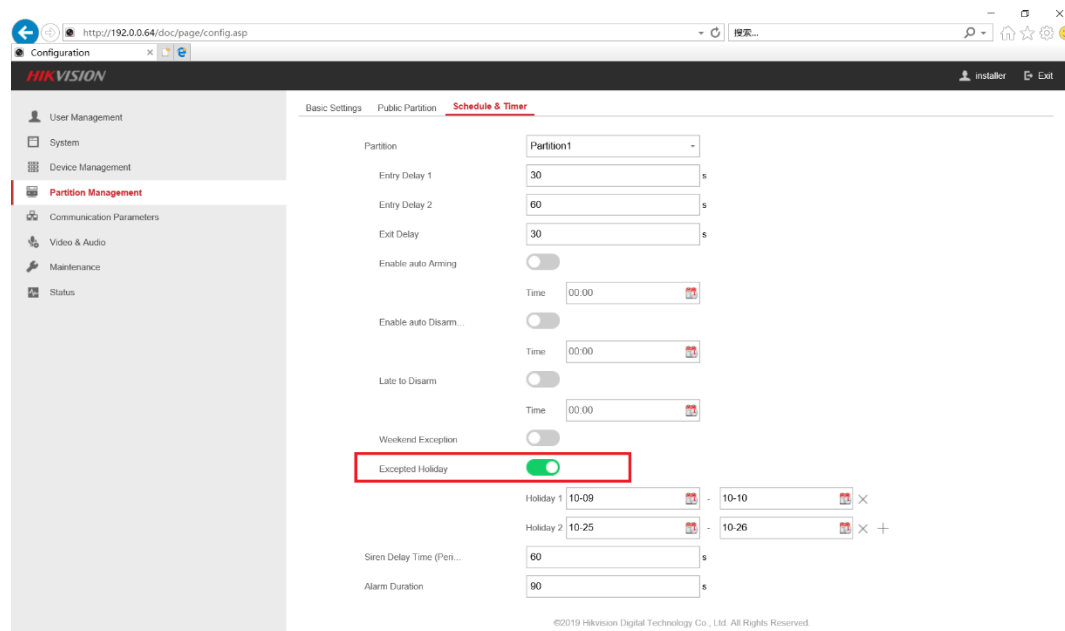 http://192.0.0.64/doc/page/config.asp
搜索...
Configuration
HIKVISION
installer
Exit
User Management
System
Device Management
Partition Management
Communication Parameters
Video & Audio
Maintenance
Status
Basic Settings Public Partition Schedule & Timer
Partition Partition1
Entry Delay 1 30 s
Entry Delay 2 60 s
Exit Delay 30 s
Enable auto Arming
Time 00:00
Enable auto Disarm...
Time 00:00
Late to Disarm
Time 00:00
Weekend Exception
Excepted Holiday
Holiday 1 10-09 - 10-10
Holiday 2 10-25 - 10-26
Siren Delay Time (Peri... 60 s
Alarm Duration 90 s
©2019 Hikvision Digital Technology Co., Ltd. All Rights Reserved.